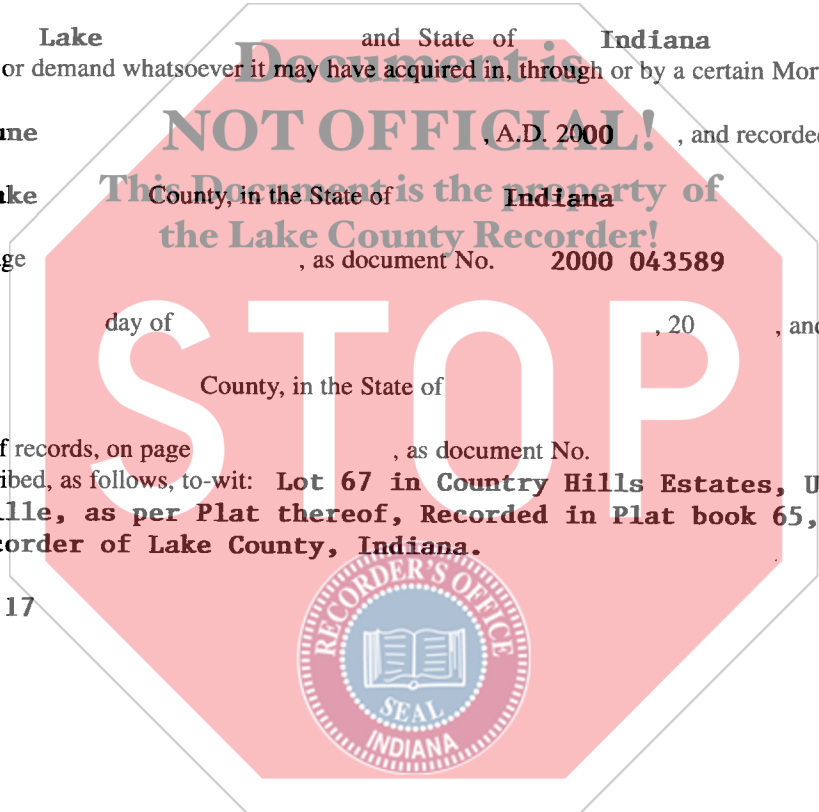 Lake and State of Indiana
Document is
or demand whatsoever it may have acquired in, through or by a certain Mor
NOT OFFICIAL!
une , A.D. 2000 , and recorded
This Document is the property of
ake County, in the State of Indiana
the Lake County Recorder!
ge , as document No. 2000 043589
STOP
day of , 20 , and
County, in the State of
f records, on page , as document No.
ibed, as follows, to-wit: Lot 67 in Country Hills Estates, U
ille, as per Plat thereof, Recorded in Plat book 65,
corder of Lake County, Indiana.
17
RECORDER'S OFFICE
SEAL
INDIANA